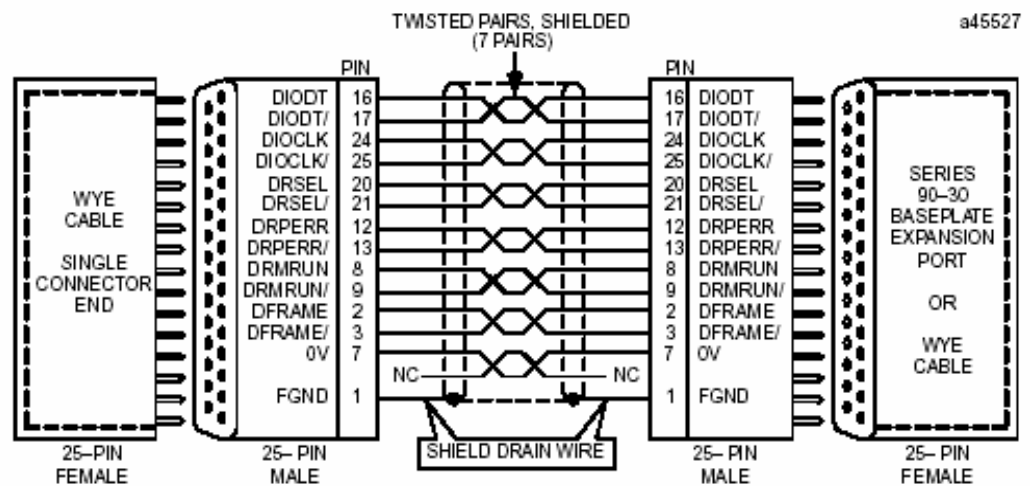 TWISTED PAIRS, SHIELDED
(7 PAIRS)
a45527
PIN
PIN
DIODT 16
DIODT/ 17
DIOCLK 24
DIOCLK/ 25
DRSEL 20
DRSEL/ 21
DRPERR 12
DRPERR/ 13
DRMRUN 8
DRMRUN/ 9
DFRAME 2
DFRAME/ 3
0V 7
NC
FGND 1
16 DIODT
17 DIODT/
24 DIOCLK
25 DIOCLK/
20 DRSEL
21 DRSEL/
12 DRPERR
13 DRPERR/
8 DRMRUN
9 DRMRUN/
2 DFRAME
3 DFRAME/
7 0V
NC
1 FGND
WYE
CABLE
SINGLE
CONNECTOR
END
SERIES
90–30
BASEPLATE
EXPANSION
PORT
OR
WYE
CABLE
SHIELD DRAIN WIRE
25–PIN
FEMALE
25– PIN
MALE
25– PIN
MALE
25–PIN
FEMALE